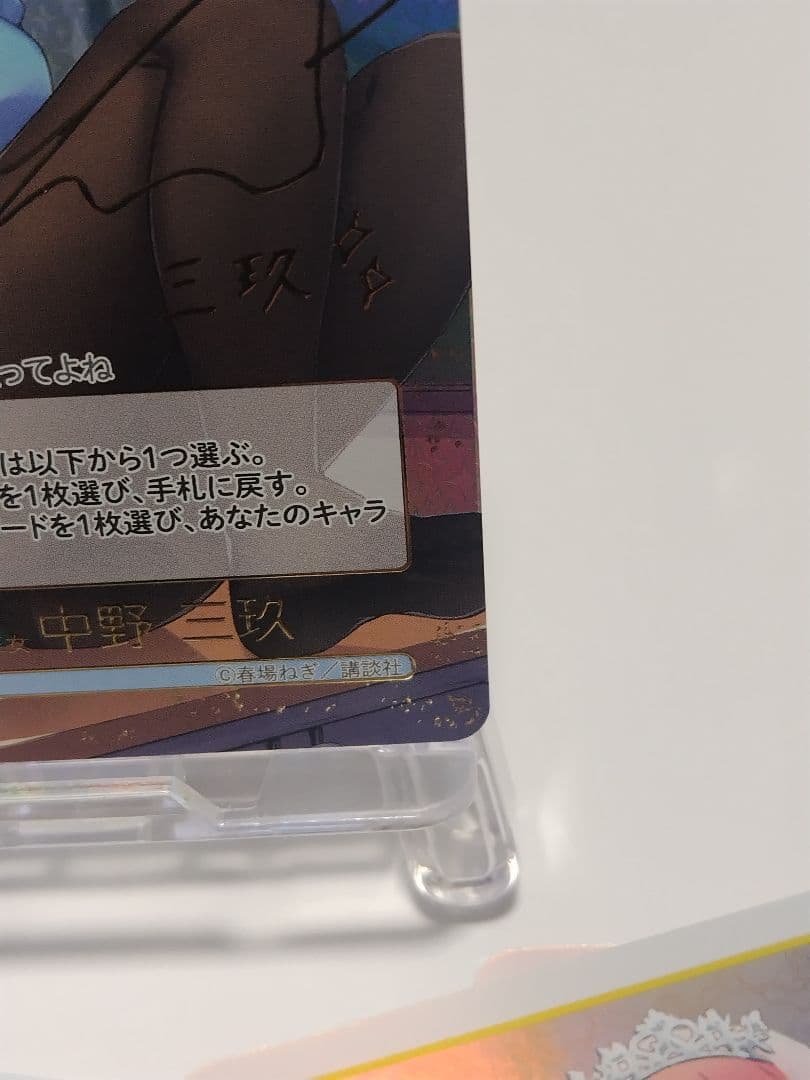 三玖
ってよね
は以下から1つ選ぶ。
を1枚選び、手札に戻す。
ードを1枚選び、あなたのキャラ
中野 三玖
©春場ねぎ／講談社